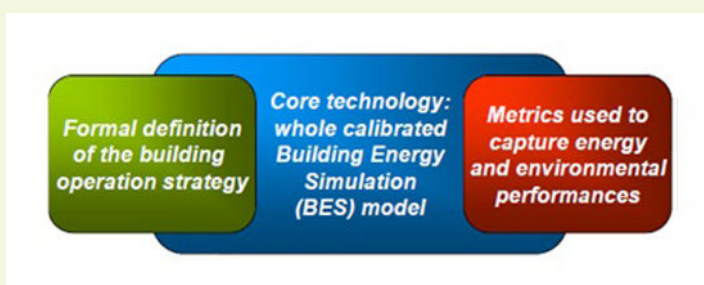 Formal definition
of the building
operation strategy
Core technology:
whole calibrated
Building Energy
Simulation
(BES) model
Metrics used to
capture energy
and environmental
performances